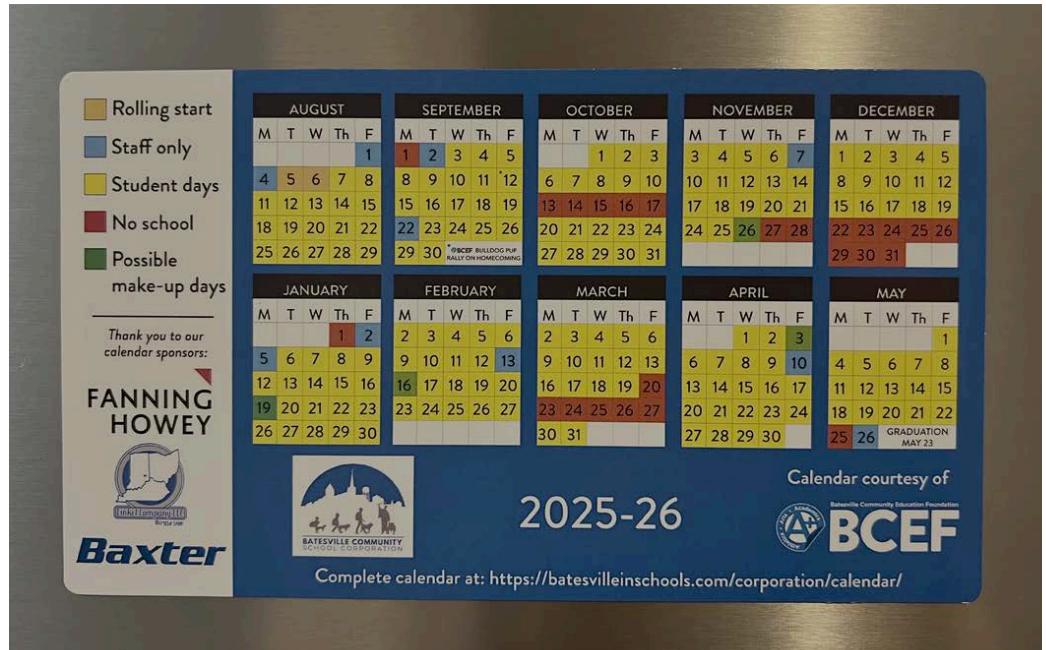 Rolling start
Staff only
Student days
No school
Possible
make-up days
Thank you to our
calendar sponsors:
FANNING
HOWEY
Baxter
AUGUST
M T W Th F
1
4 5 6 7 8
11 12 13 14 15
18 19 20 21 22
25 26 27 28 29
SEPTEMBER
M T W Th F
1 2 3 4 5
8 9 10 11 *12
15 16 17 18 19
22 23 24 25 26
29 30 *@BCEF BULLDOG PUP
RALLY ON HOMECOMING
OCTOBER
M T W Th F
1 2 3
6 7 8 9 10
13 14 15 16 17
20 21 22 23 24
27 28 29 30 31
NOVEMBER
M T W Th F
3 4 5 6 7
10 11 12 13 14
17 18 19 20 21
24 25 26 27 28
DECEMBER
M T W Th F
1 2 3 4 5
8 9 10 11 12
15 16 17 18 19
22 23 24 25 26
29 30 31
JANUARY
M T W Th F
1 2
5 6 7 8 9
12 13 14 15 16
19 20 21 22 23
26 27 28 29 30
FEBRUARY
M T W Th F
2 3 4 5 6
9 10 11 12 13
16 17 18 19 20
23 24 25 26 27
MARCH
M T W Th F
2 3 4 5 6
9 10 11 12 13
16 17 18 19 20
23 24 25 26 27
30 31
APRIL
M T W Th F
1 2 3
6 7 8 9 10
13 14 15 16 17
20 21 22 23 24
27 28 29 30
MAY
M T W Th F
1
4 5 6 7 8
11 12 13 14 15
18 19 20 21 22
25 26 GRADUATION
MAY 23
BATESVILLE COMMUNITY
SCHOOL CORPORATION
2025-26
Calendar courtesy of
Batesville Community Education Foundation
BCEF
Complete calendar at: https://batesvilleinschools.com/corporation/calendar/